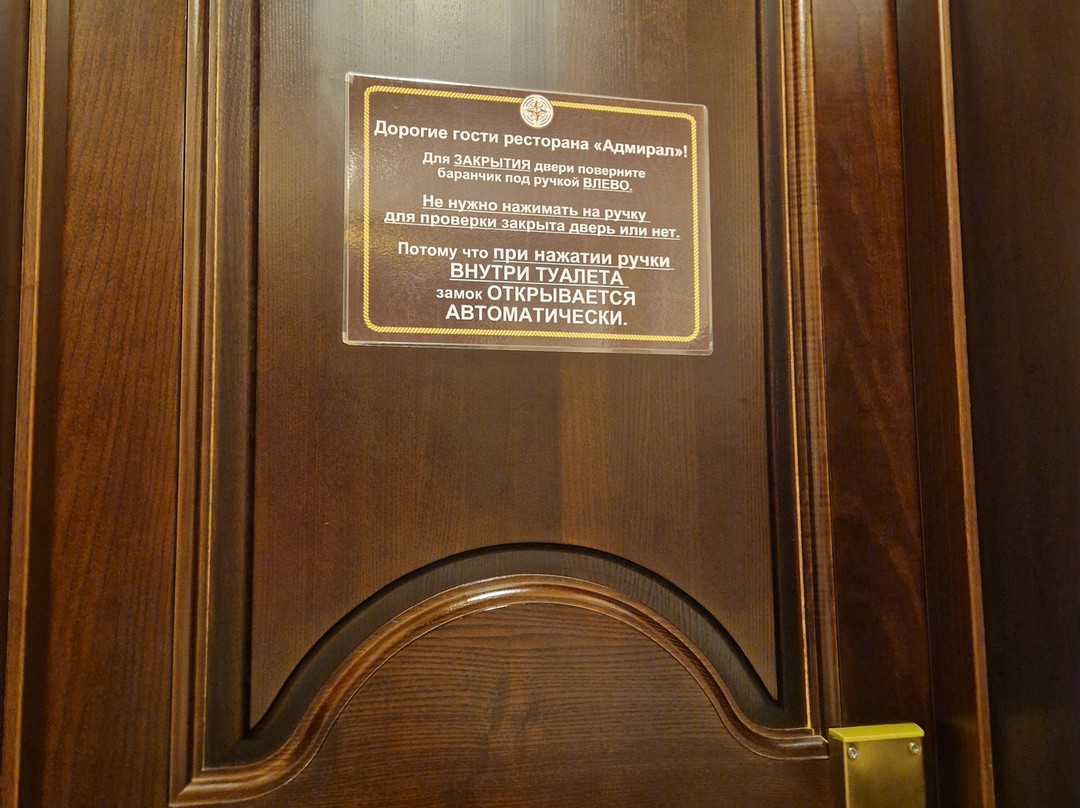 Дорогие гости ресторана «Адмирал»!
Для ЗАКРЫТИЯ двери поверните
баранчик под ручкой ВЛЕВО.
Не нужно нажимать на ручку
для проверки закрыта дверь или нет.
Потому что при нажатии ручки
ВНУТРИ ТУАЛЕТА
замок ОТКРЫВАЕТСЯ
АВТОМАТИЧЕСКИ.